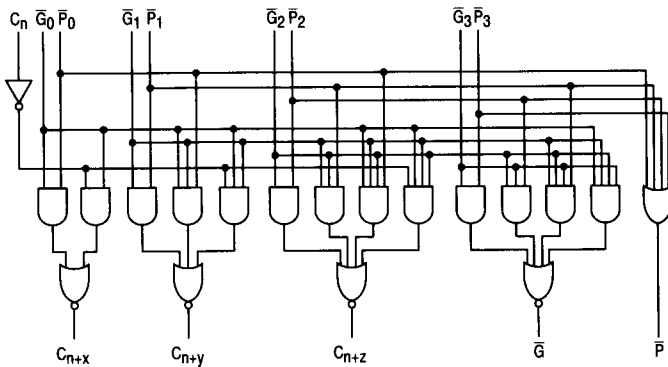 Cₙ G̅₀ P̅₀ G̅₁ P̅₁ G̅₂ P̅₂ G̅₃ P̅₃
Cₙ₊ₓ Cₙ₊y Cₙ₊z G̅ P̅